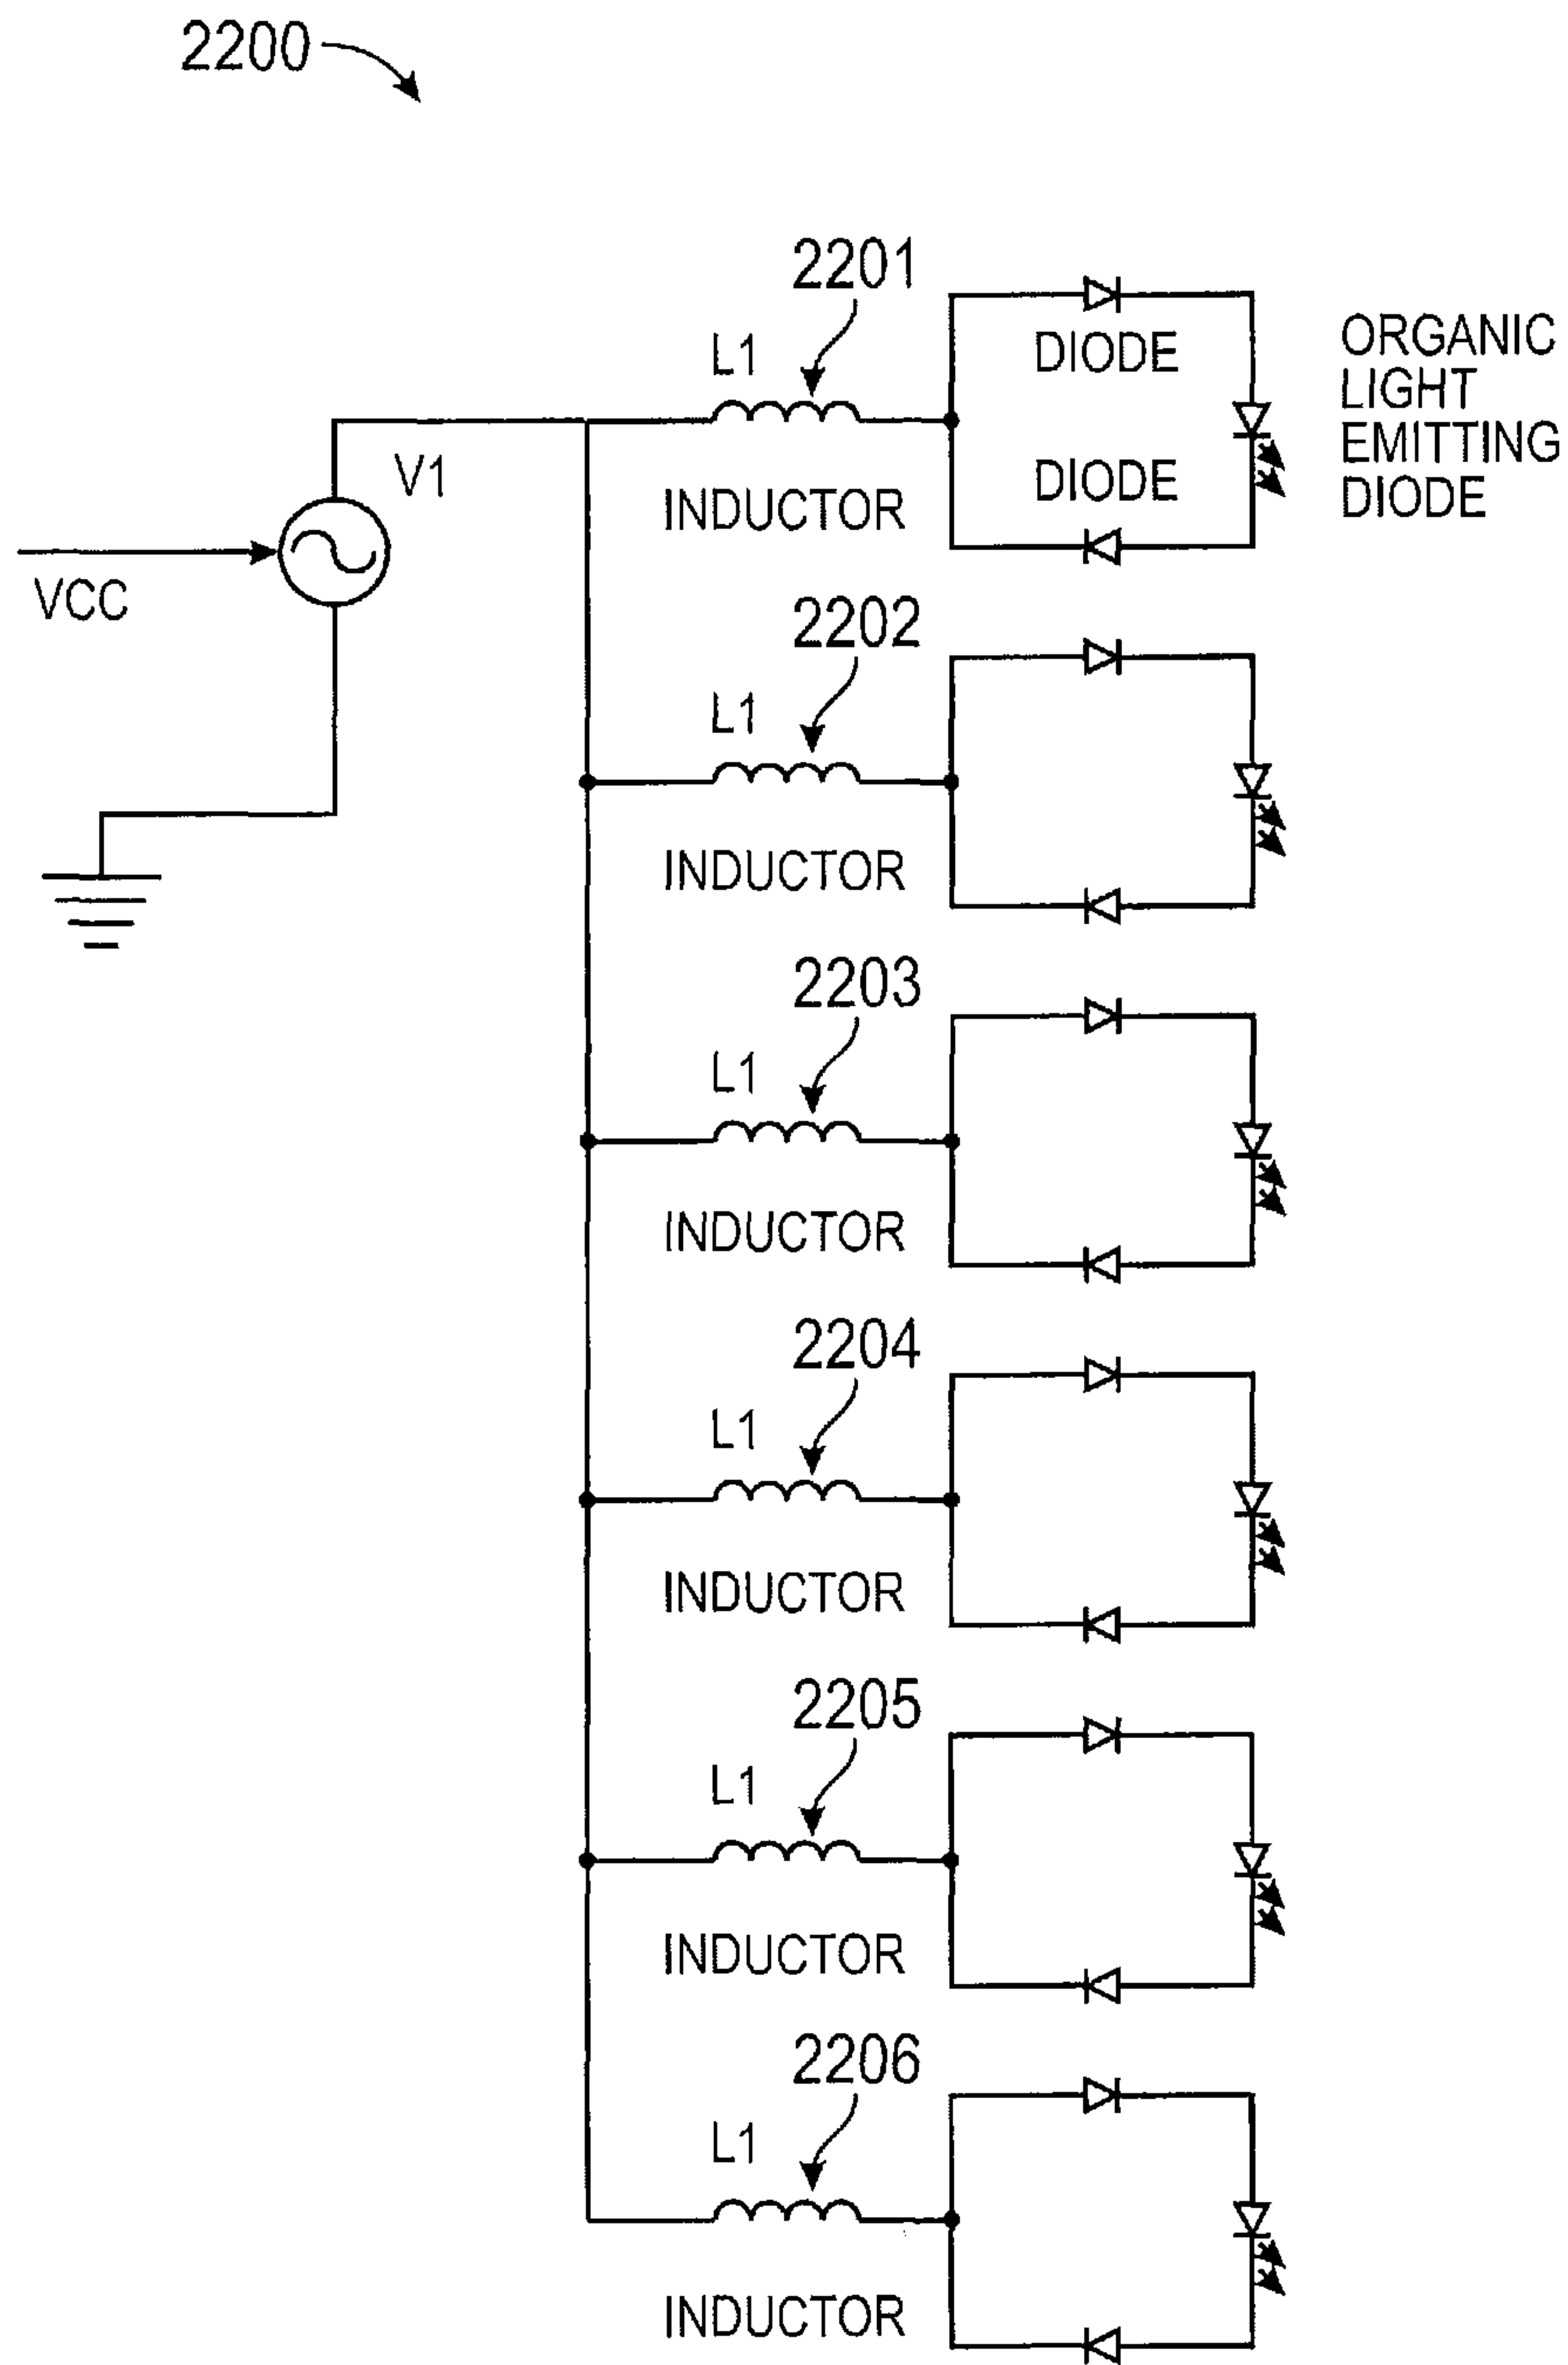 2200
2201
L1
DIODE
ORGANIC
LIGHT
EMITTING
DIODE
V1
DIODE
INDUCTOR
VCC
2202
L1
INDUCTOR
2203
L1
INDUCTOR
2204
L1
INDUCTOR
2205
L1
INDUCTOR
2206
L1
INDUCTOR